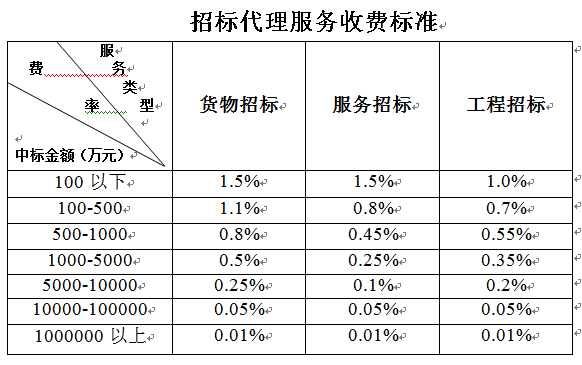 招标代理服务收费标准
服务类型
费率
中标金额（万元）
货物招标 服务招标 工程招标
100 以下 1.5% 1.5% 1.0%
100-500 1.1% 0.8% 0.7%
500-1000 0.8% 0.45% 0.55%
1000-5000 0.5% 0.25% 0.35%
5000-10000 0.25% 0.1% 0.2%
10000-100000 0.05% 0.05% 0.05%
1000000 以上 0.01% 0.01% 0.01%